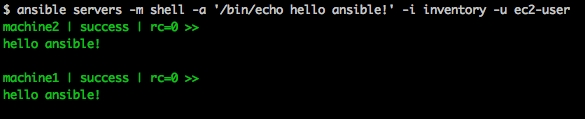 $ ansible servers -m shell -a '/bin/echo hello ansible!' -i inventory -u ec2-user
machine2 | success | rc=0 >>
hello ansible!
machine1 | success | rc=0 >>
hello ansible!